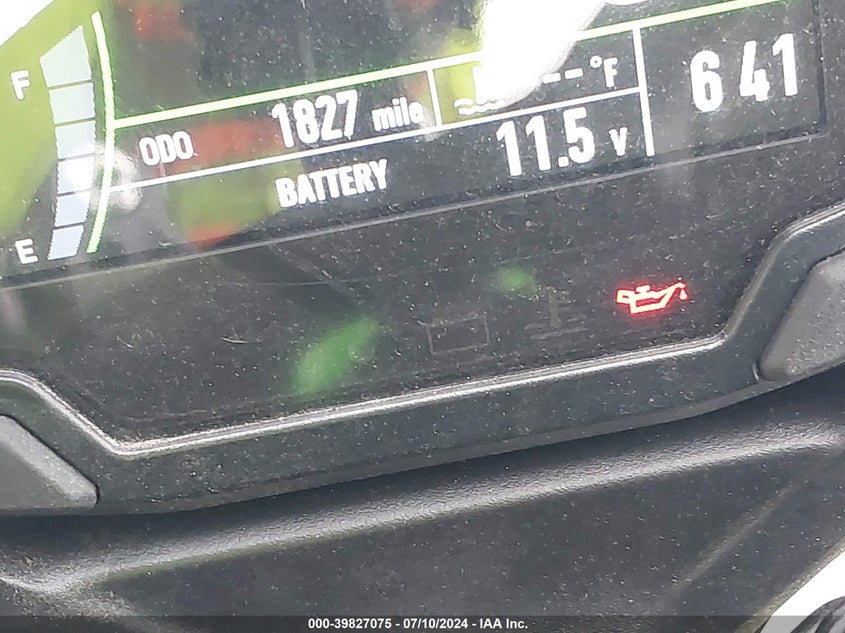 F
-- °F
6 41
ODO 1827 mile
BATTERY 11.5 V
E
000-39827075 - 07/10/2024 - IAA Inc.